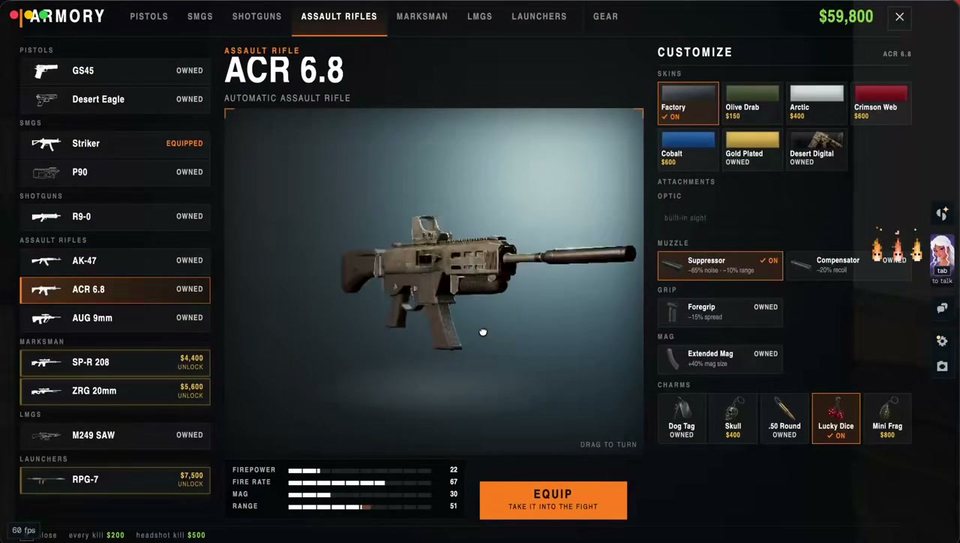 ARMORY
PISTOLS SMGS SHOTGUNS ASSAULT RIFLES MARKSMAN LMGS LAUNCHERS GEAR
$59,800
PISTOLS
GS45 OWNED
Desert Eagle OWNED
SMGS
Striker EQUIPPED
P90 OWNED
SHOTGUNS
R9-0 OWNED
ASSAULT RIFLES
AK-47 OWNED
ACR 6.8 OWNED
AUG 9mm OWNED
MARKSMAN
SP-R 208 $4,400 UNLOCK
ZRG 20mm $5,600 UNLOCK
LMGS
M249 SAW OWNED
LAUNCHERS
RPG-7 $7,500 UNLOCK
60 fps
lose every kill $200 headshot kill $500
ASSAULT RIFLE
ACR 6.8
AUTOMATIC ASSAULT RIFLE
DRAG TO TURN
FIREPOWER 22
FIRE RATE 67
MAG 30
RANGE 51
EQUIP
TAKE IT INTO THE FIGHT
CUSTOMIZE ACR 6.8
SKINS
Factory ✓ ON
Olive Drab $150
Arctic $400
Crimson Web $600
Cobalt $600
Gold Plated OWNED
Desert Digital OWNED
ATTACHMENTS
OPTIC
built-in sight
MUZZLE
Suppressor ✓ ON
−65% noise · −10% range
Compensator OWNED
−20% recoil
GRIP
Foregrip OWNED
−15% spread
MAG
Extended Mag OWNED
+40% mag size
CHARMS
Dog Tag OWNED
Skull $400
.50 Round OWNED
Lucky Dice ✓ ON
Mini Frag $800
tab
to talk